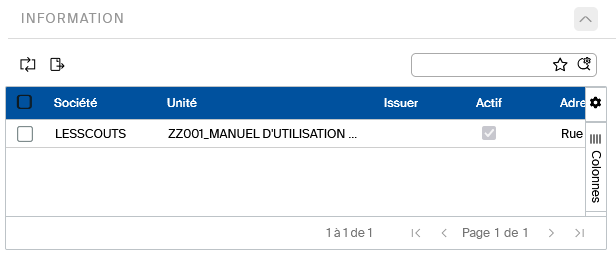 INFORMATION
Société Unité Issuer Actif Adre
LESSCOUTS ZZ001_MANUEL D'UTILISATION ... Rue
Colonnes
1 à 1 de 1 Page 1 de 1